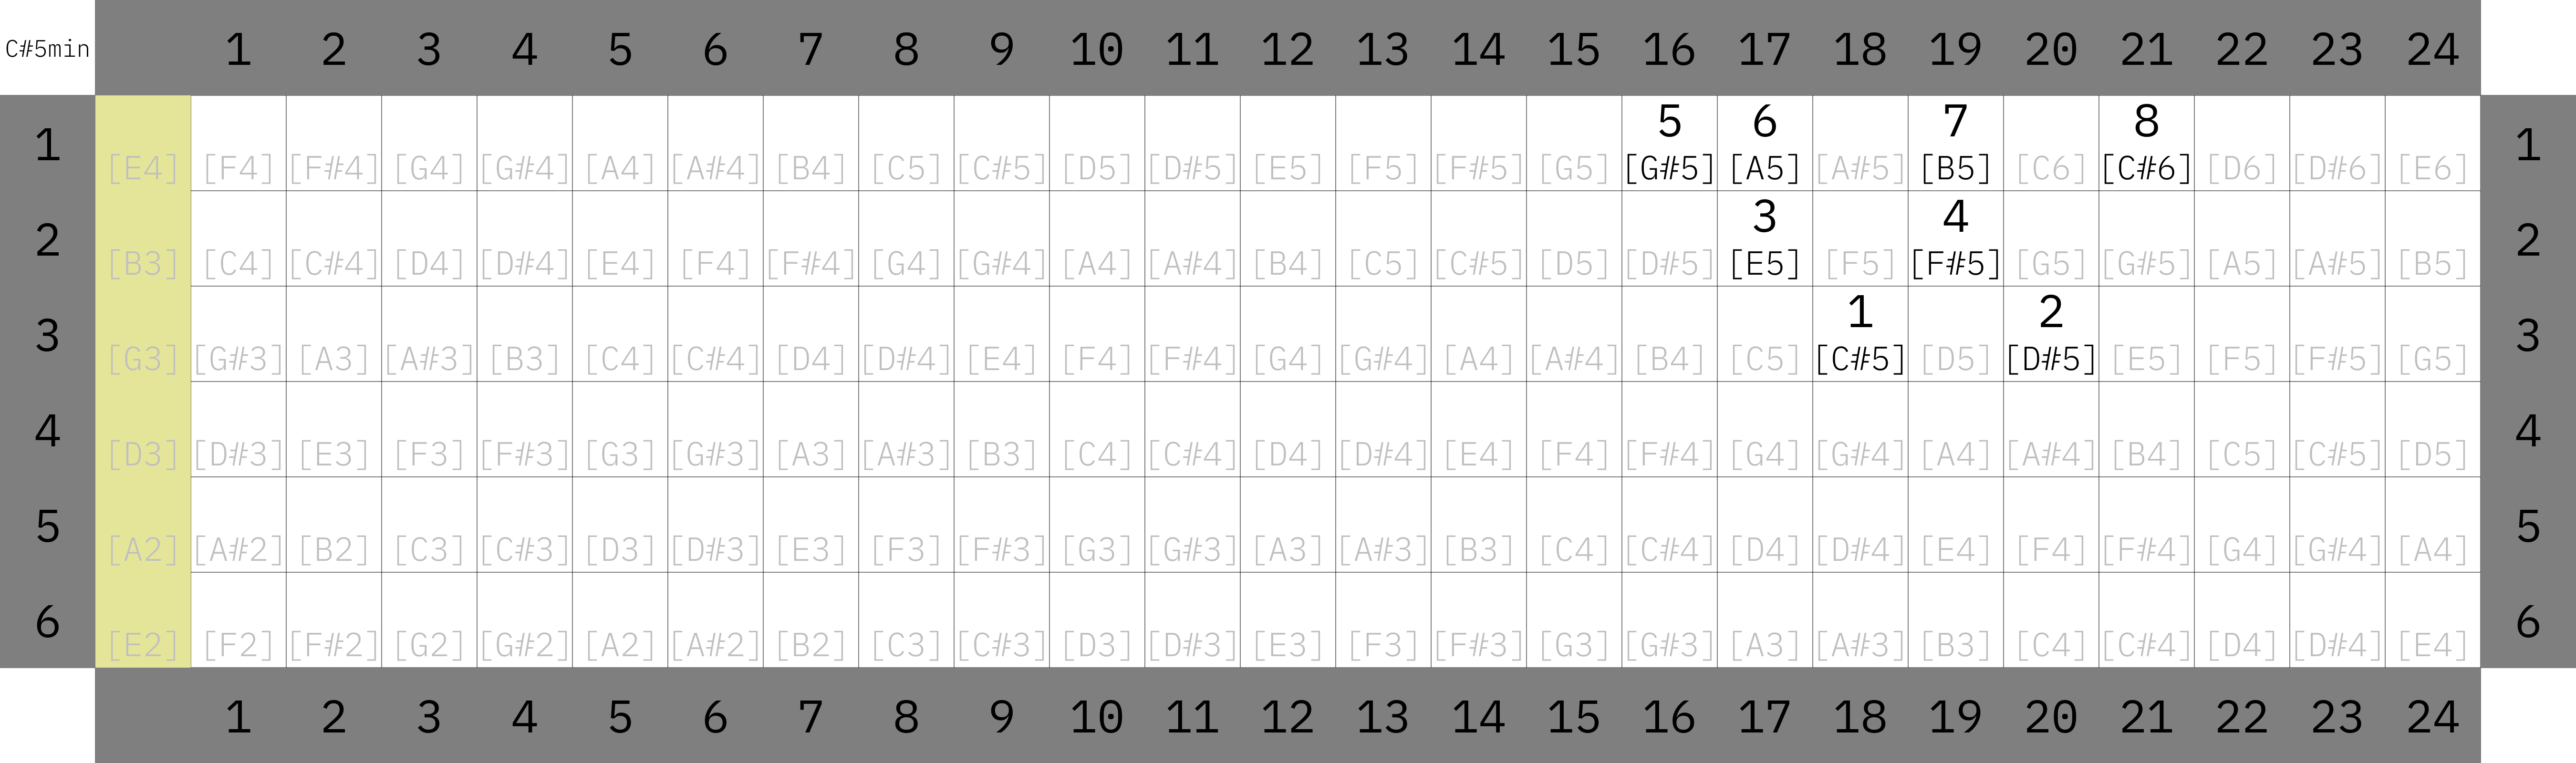 C#5min 1 2 3 4 5 6 7 8 9 10 11 12 13 14 15 16 17 18 19 20 21 22 23 24
5 6 7 8
1 [E4] [F4] [F#4] [G4] [G#4] [A4] [A#4] [B4] [C5] [C#5] [D5] [D#5] [E5] [F5] [F#5] [G5] [G#5] [A5] [A#5] [B5] [C6] [C#6] [D6] [D#6] [E6] 1
3 4
2 [B3] [C4] [C#4] [D4] [D#4] [E4] [F4] [F#4] [G4] [G#4] [A4] [A#4] [B4] [C5] [C#5] [D5] [D#5] [E5] [F5] [F#5] [G5] [G#5] [A5] [A#5] [B5] 2
1 2
3 [G3] [G#3] [A3] [A#3] [B3] [C4] [C#4] [D4] [D#4] [E4] [F4] [F#4] [G4] [G#4] [A4] [A#4] [B4] [C5] [C#5] [D5] [D#5] [E5] [F5] [F#5] [G5] 3
4 [D3] [D#3] [E3] [F3] [F#3] [G3] [G#3] [A3] [A#3] [B3] [C4] [C#4] [D4] [D#4] [E4] [F4] [F#4] [G4] [G#4] [A4] [A#4] [B4] [C5] [C#5] [D5] 4
5 [A2] [A#2] [B2] [C3] [C#3] [D3] [D#3] [E3] [F3] [F#3] [G3] [G#3] [A3] [A#3] [B3] [C4] [C#4] [D4] [D#4] [E4] [F4] [F#4] [G4] [G#4] [A4] 5
6 [E2] [F2] [F#2] [G2] [G#2] [A2] [A#2] [B2] [C3] [C#3] [D3] [D#3] [E3] [F3] [F#3] [G3] [G#3] [A3] [A#3] [B3] [C4] [C#4] [D4] [D#4] [E4] 6
1 2 3 4 5 6 7 8 9 10 11 12 13 14 15 16 17 18 19 20 21 22 23 24